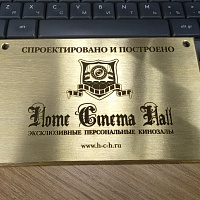 СПРОЕКТИРОВАНО И ПОСТРОЕНО
Home Cinema Hall
ЭКСКЛЮЗИВНЫЕ ПЕРСОНАЛЬНЫЕ КИНОЗАЛЫ
www.h-c-h.ru